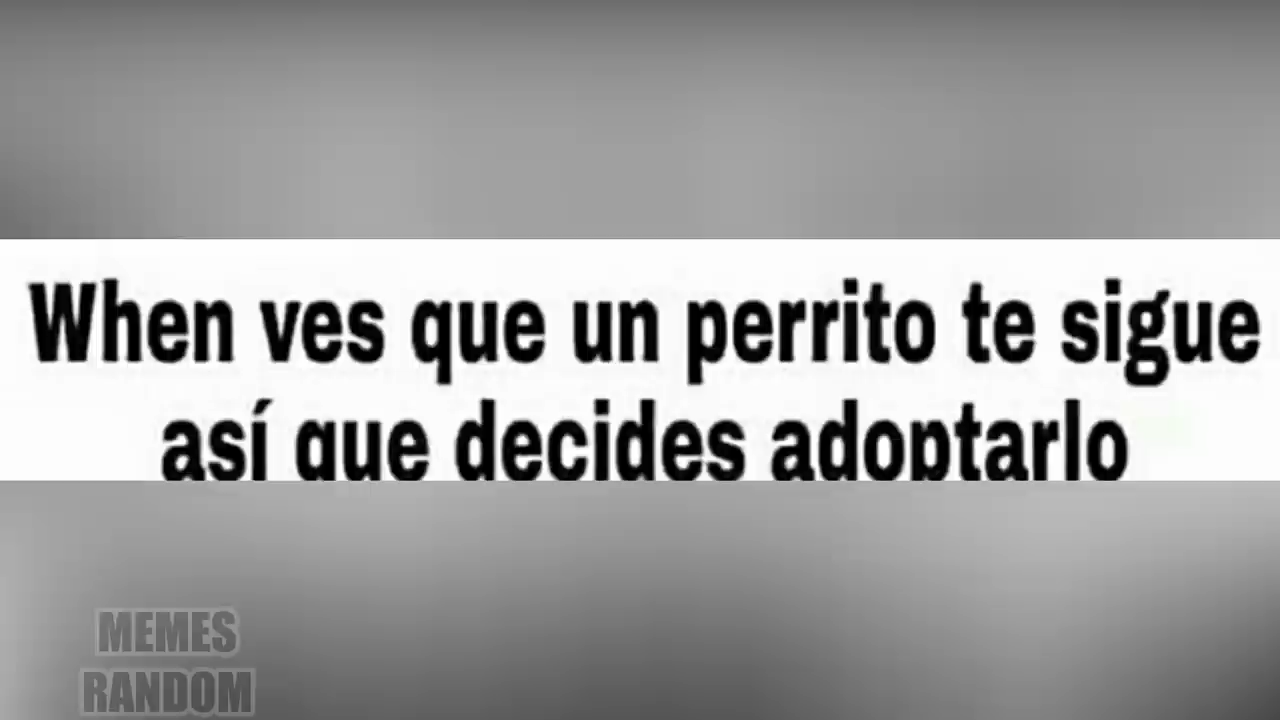 When ves que un perrito te sigue
así que decides adoptarlo
MEMES
RANDOM